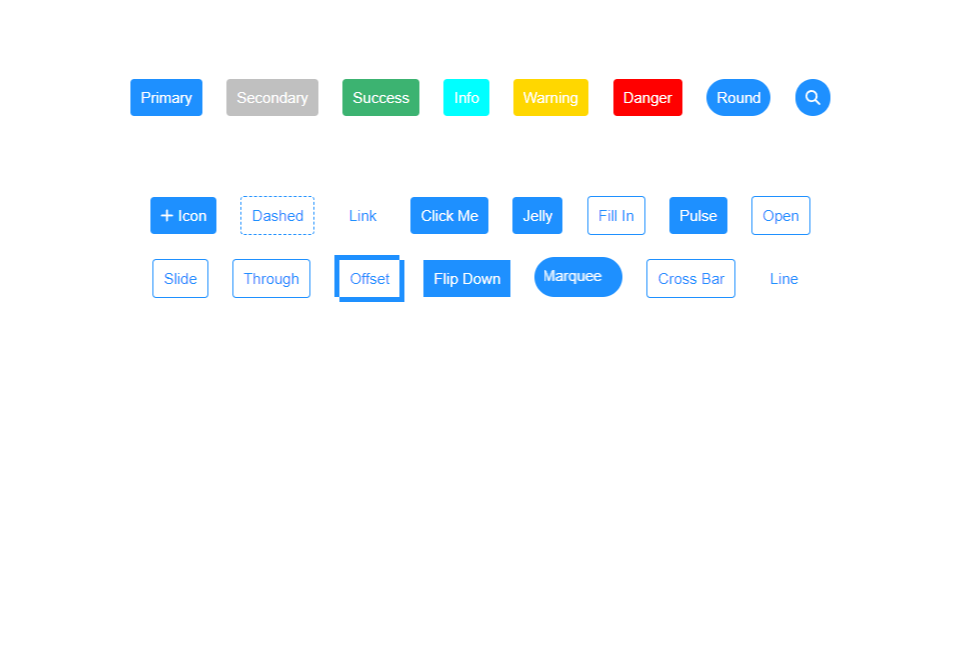 Primary Secondary Success Info Warning Danger Round
+ Icon Dashed Link Click Me Jelly Fill In Pulse Open
Slide Through Offset Flip Down Marquee Cross Bar Line